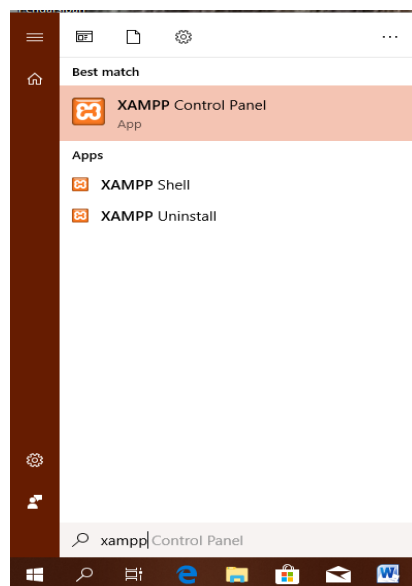 Best match
XAMPP Control Panel
App
Apps
XAMPP Shell
XAMPP Uninstall
xampp Control Panel